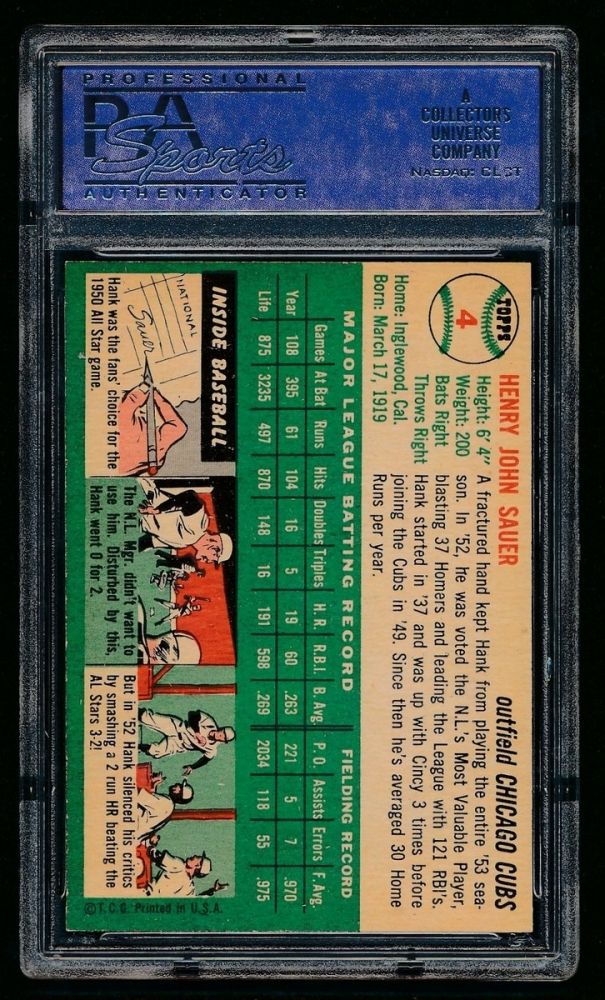 PROFESSIONAL
PSA
Sports
AUTHENTICATOR
A
COLLECTORS
UNIVERSE
COMPANY
NASDAQ: CLCT
TOPPS
4
HENRY JOHN SAUER
outfield CHICAGO CUBS
Height: 6' 4"
Weight: 200
Bats Right
Throws Right
Home: Inglewood, Cal.
Born: March 17, 1919
A fractured hand kept Hank from playing the entire '53 sea-
son. In '52, he was voted the N.L.'s Most Valuable Player,
blasting 37 Homers and leading the League with 121 RBI's.
Hank started in '37 and was up with Cincy 3 times before
joining the Cubs in '49. Since then he's averaged 30 Home
Runs per year.
MAJOR LEAGUE BATTING RECORD FIELDING RECORD
Games At Bat Runs Hits Doubles Triples H. R. R.B.I. B. Avg. P. O. Assists Errors F. Avg.
Year 108 395 61 104 16 5 19 60 .263 221 5 7 .970
Life 875 3235 497 870 148 16 191 598 .269 2034 118 55 .975
INSIDE BASEBALL
NATIONAL
Sauer
Hank was the fans' choice for the
1950 All Star game.
The N.L. Mgr. didn't want to
use him. Disturbed by this,
Hank went 0 for 2.
But in '52 Hank silenced his critics
by smashing a 2 run HR beating the
AL Stars 3-2!
©T.C.G. Printed in U.S.A.